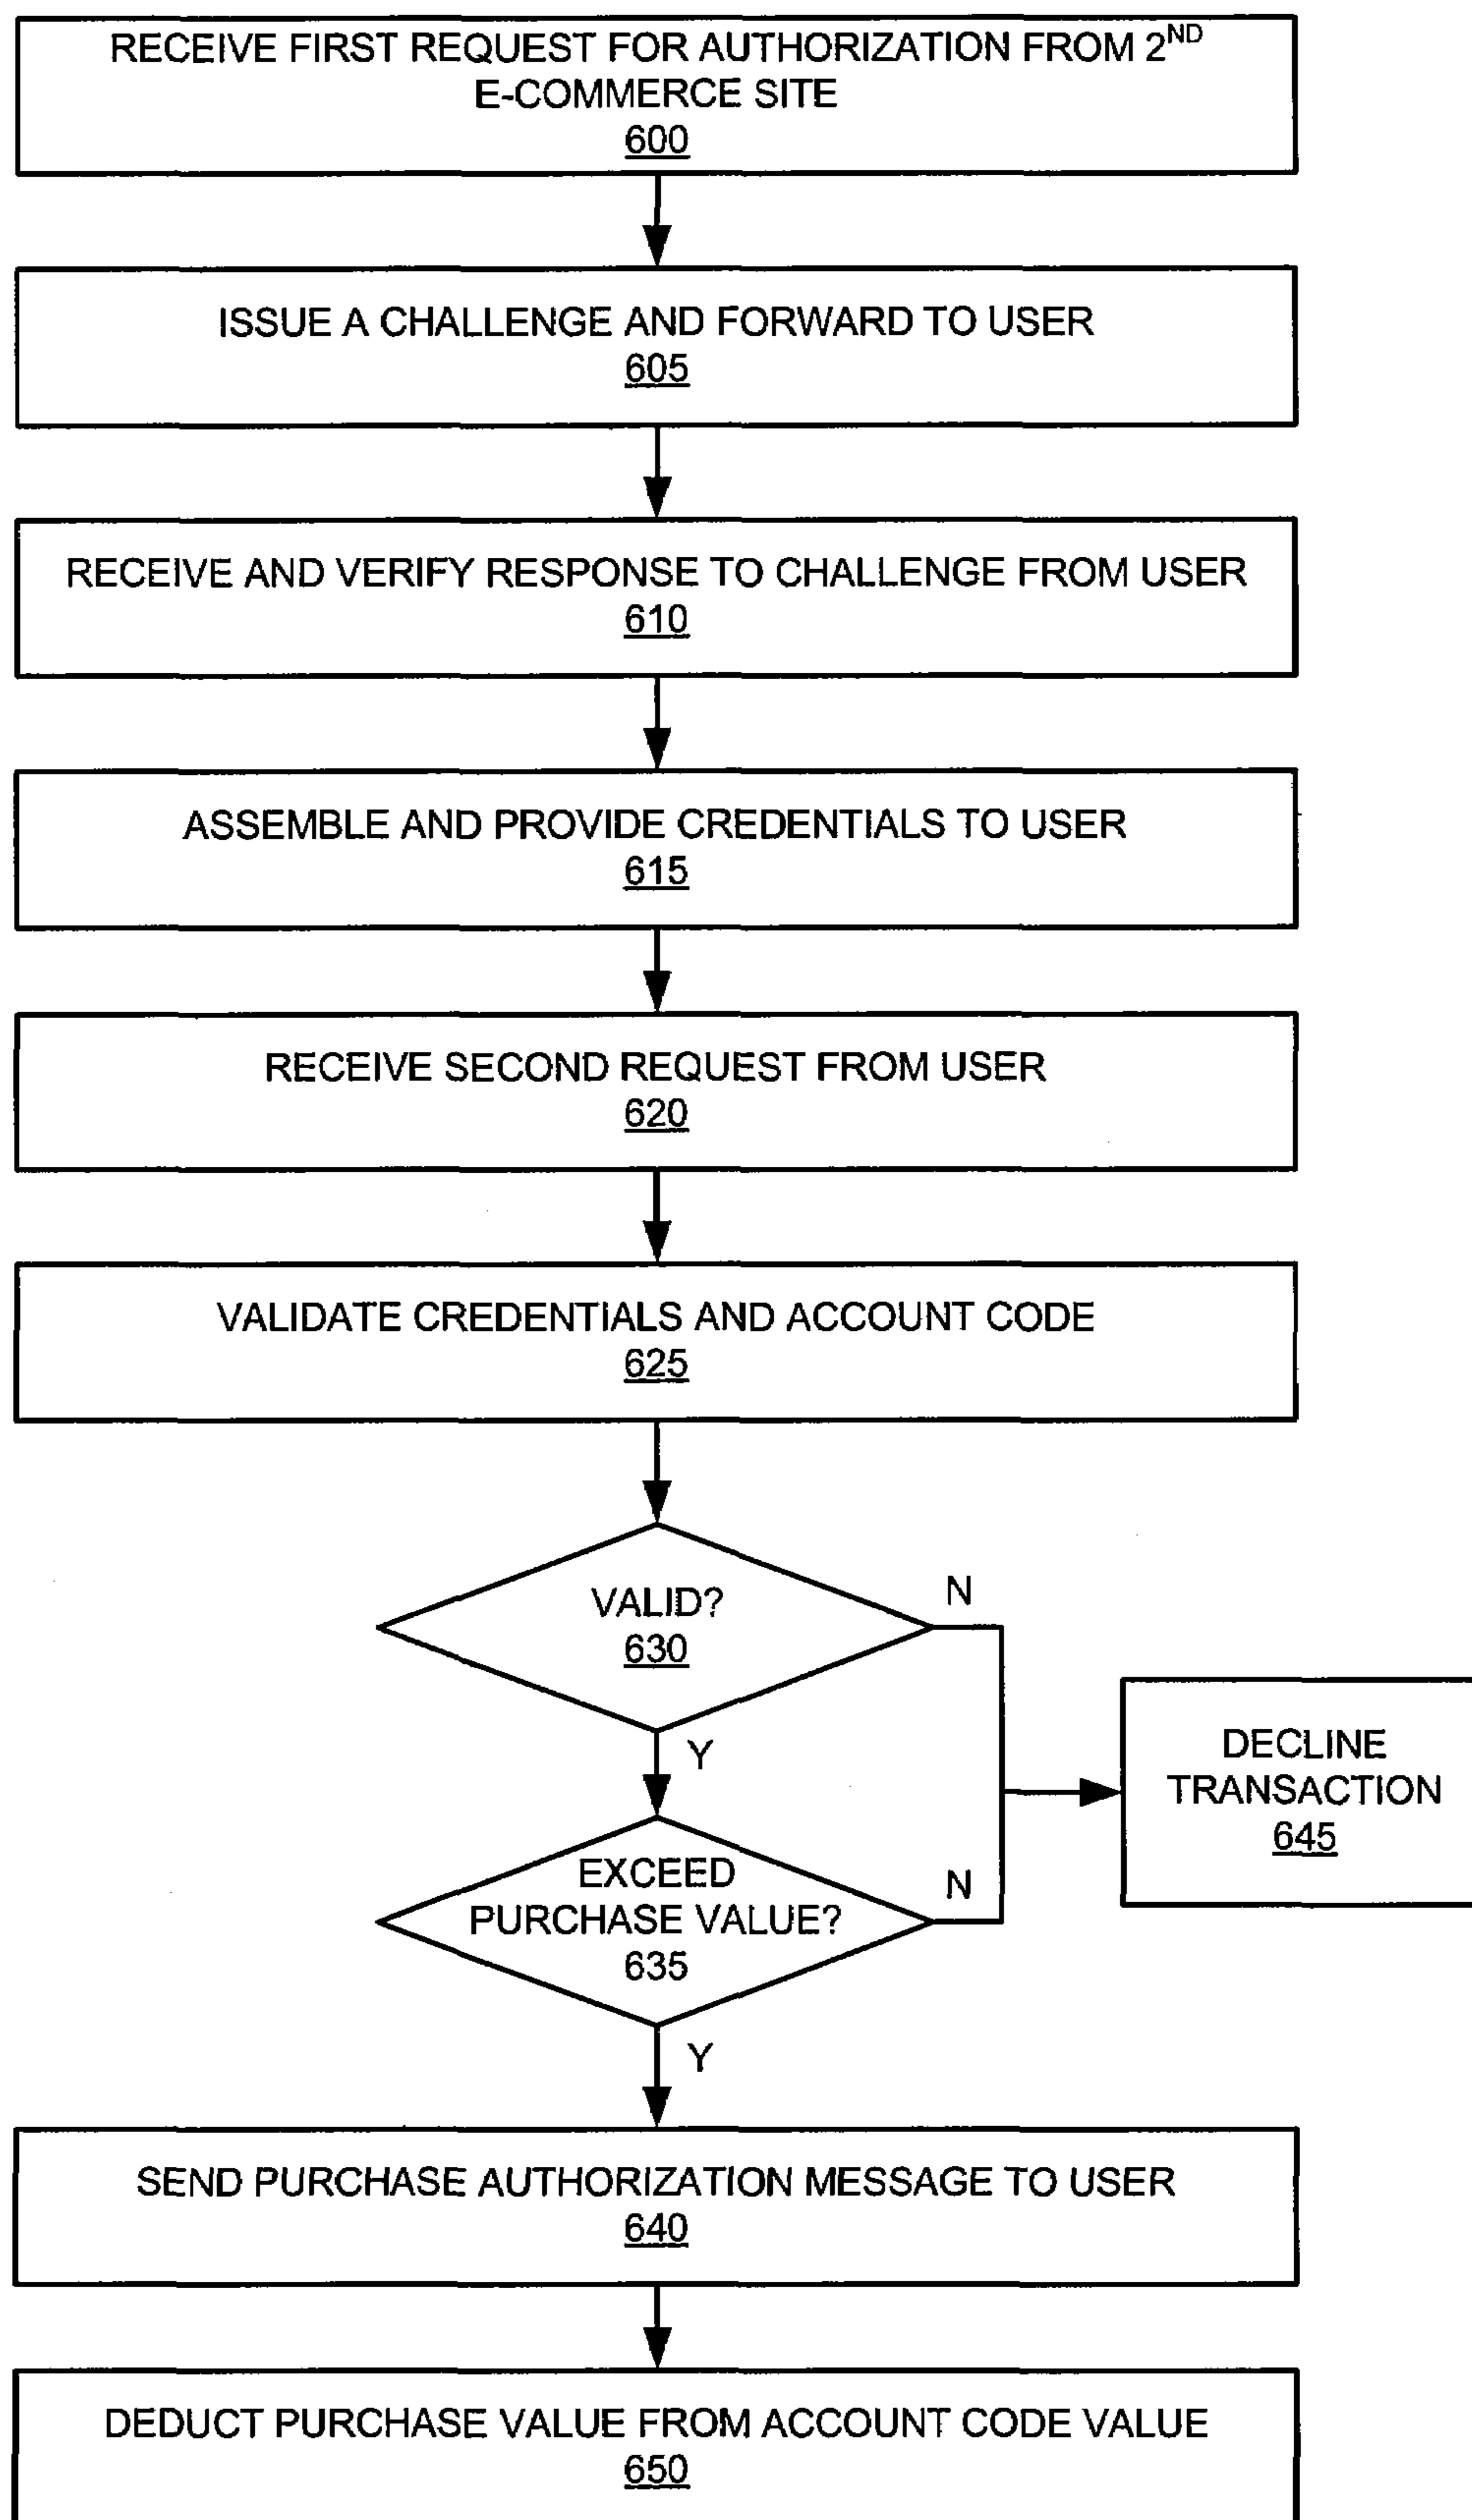 RECEIVE FIRST REQUEST FOR AUTHORIZATION FROM 2ND
E-COMMERCE SITE
600
ISSUE A CHALLENGE AND FORWARD TO USER
605
RECEIVE AND VERIFY RESPONSE TO CHALLENGE FROM USER
610
ASSEMBLE AND PROVIDE CREDENTIALS TO USER
615
RECEIVE SECOND REQUEST FROM USER
620
VALIDATE CREDENTIALS AND ACCOUNT CODE
625
VALID?
630
N
Y
DECLINE
TRANSACTION
645
EXCEED
PURCHASE VALUE?
635
N
Y
SEND PURCHASE AUTHORIZATION MESSAGE TO USER
640
DEDUCT PURCHASE VALUE FROM ACCOUNT CODE VALUE
650